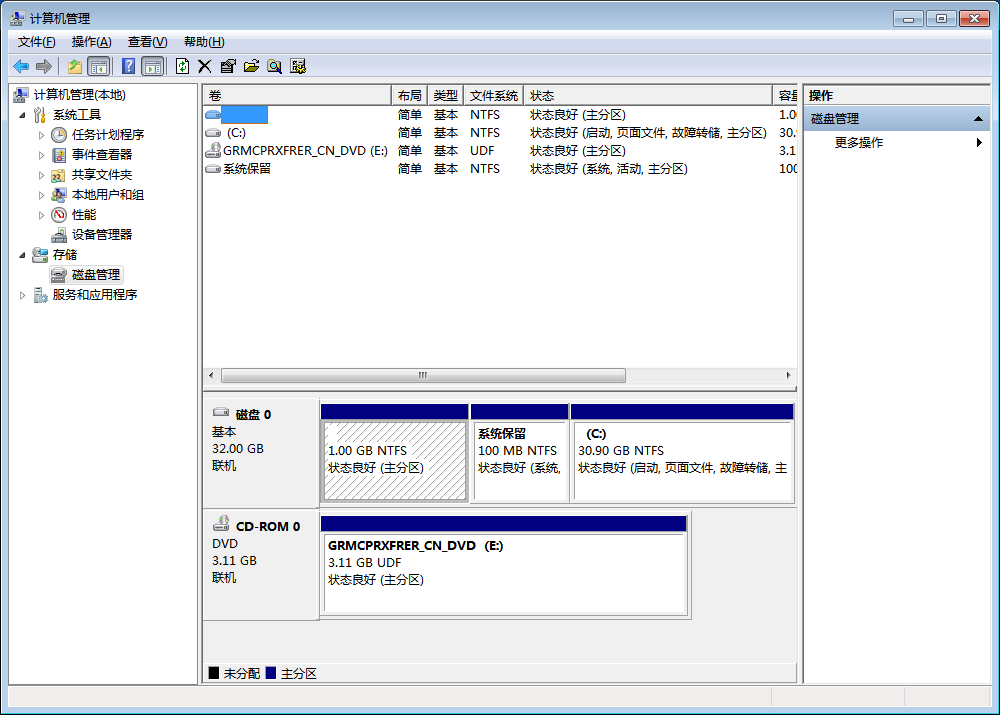 计算机管理
文件(F) 操作(A) 查看(V) 帮助(H)
计算机管理(本地)
系统工具
任务计划程序
事件查看器
共享文件夹
本地用户和组
性能
设备管理器
存储
磁盘管理
服务和应用程序
卷 布局 类型 文件系统 状态 容量
简单 基本 NTFS 状态良好 (主分区) 1.0
(C:) 简单 基本 NTFS 状态良好 (启动, 页面文件, 故障转储, 主分区) 30.
GRMCPRXFRER_CN_DVD (E:) 简单 基本 UDF 状态良好 (主分区) 3.1
系统保留 简单 基本 NTFS 状态良好 (系统, 活动, 主分区) 100
操作
磁盘管理
更多操作
磁盘 0
基本
32.00 GB
联机
1.00 GB NTFS
状态良好 (主分区)
系统保留
100 MB NTFS
状态良好 (系统,
(C:)
30.90 GB NTFS
状态良好 (启动, 页面文件, 故障转储, 主
CD-ROM 0
DVD
3.11 GB
联机
GRMCPRXFRER_CN_DVD (E:)
3.11 GB UDF
状态良好 (主分区)
未分配 主分区